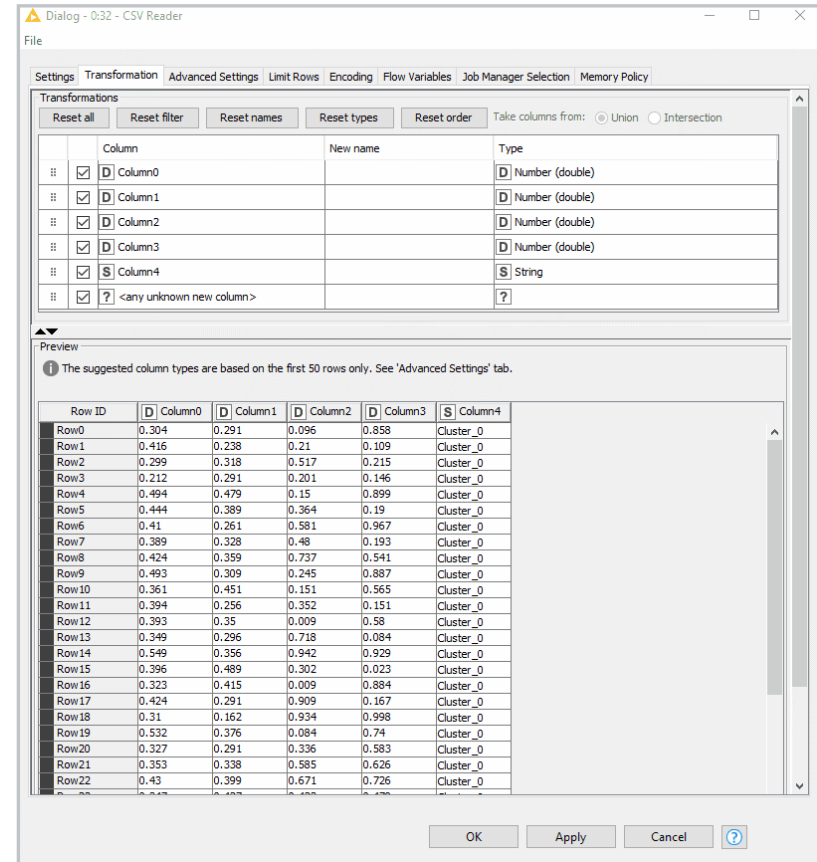 Dialog - 0:32 - CSV Reader
File
Settings Transformation Advanced Settings Limit Rows Encoding Flow Variables Job Manager Selection Memory Policy
Transformations
Reset all Reset filter Reset names Reset types Reset order Take columns from: Union Intersection
Column New name Type
D Column0 D Number (double)
D Column1 D Number (double)
D Column2 D Number (double)
D Column3 D Number (double)
S Column4 S String
? <any unknown new column> ?
Preview
i The suggested column types are based on the first 50 rows only. See 'Advanced Settings' tab.
Row ID D Column0 D Column1 D Column2 D Column3 S Column4
Row0 0.304 0.291 0.096 0.858 Cluster_0
Row1 0.416 0.238 0.21 0.109 Cluster_0
Row2 0.299 0.318 0.517 0.215 Cluster_0
Row3 0.212 0.291 0.201 0.146 Cluster_0
Row4 0.494 0.479 0.15 0.899 Cluster_0
Row5 0.444 0.389 0.364 0.19 Cluster_0
Row6 0.41 0.261 0.581 0.967 Cluster_0
Row7 0.389 0.328 0.48 0.193 Cluster_0
Row8 0.424 0.359 0.737 0.541 Cluster_0
Row9 0.493 0.309 0.245 0.887 Cluster_0
Row10 0.361 0.451 0.151 0.565 Cluster_0
Row11 0.394 0.256 0.352 0.151 Cluster_0
Row12 0.393 0.35 0.009 0.58 Cluster_0
Row13 0.349 0.296 0.718 0.084 Cluster_0
Row14 0.549 0.356 0.942 0.929 Cluster_0
Row15 0.396 0.489 0.302 0.023 Cluster_0
Row16 0.323 0.415 0.009 0.884 Cluster_0
Row17 0.424 0.291 0.909 0.167 Cluster_0
Row18 0.31 0.162 0.934 0.998 Cluster_0
Row19 0.532 0.376 0.084 0.74 Cluster_0
Row20 0.327 0.291 0.336 0.583 Cluster_0
Row21 0.353 0.338 0.585 0.626 Cluster_0
Row22 0.43 0.399 0.671 0.726 Cluster_0
OK Apply Cancel ?